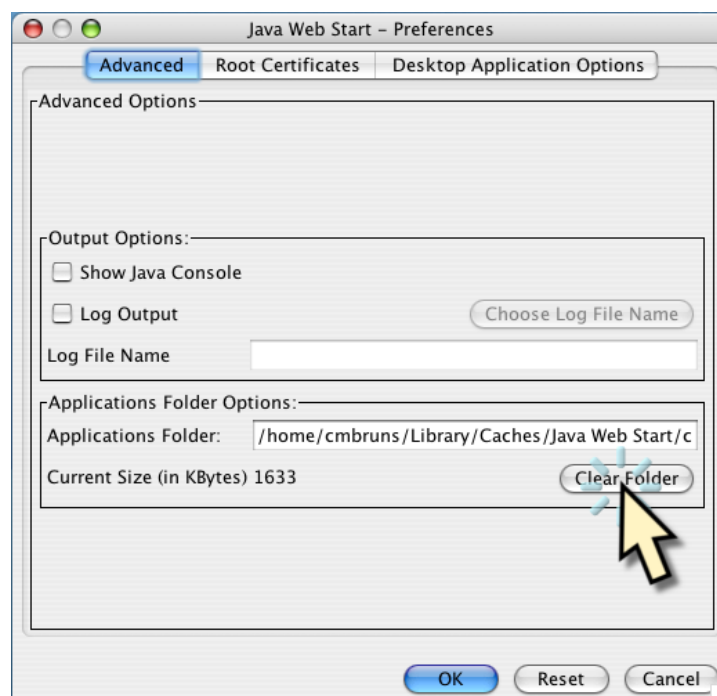 Java Web Start – Preferences
Advanced Root Certificates Desktop Application Options
Advanced Options
Output Options:
Show Java Console
Log Output Choose Log File Name
Log File Name
Applications Folder Options:
Applications Folder: /home/cmbruns/Library/Caches/Java Web Start/c
Current Size (in KBytes) 1633 Clear Folder
OK Reset Cancel